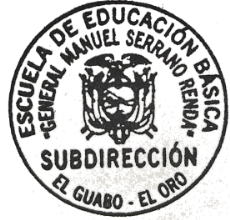 ESCUELA DE EDUCACIÓN BÁSICA
"GENERAL MANUEL SERRANO RENDA"
SUBDIRECCIÓN
EL GUABO - EL ORO